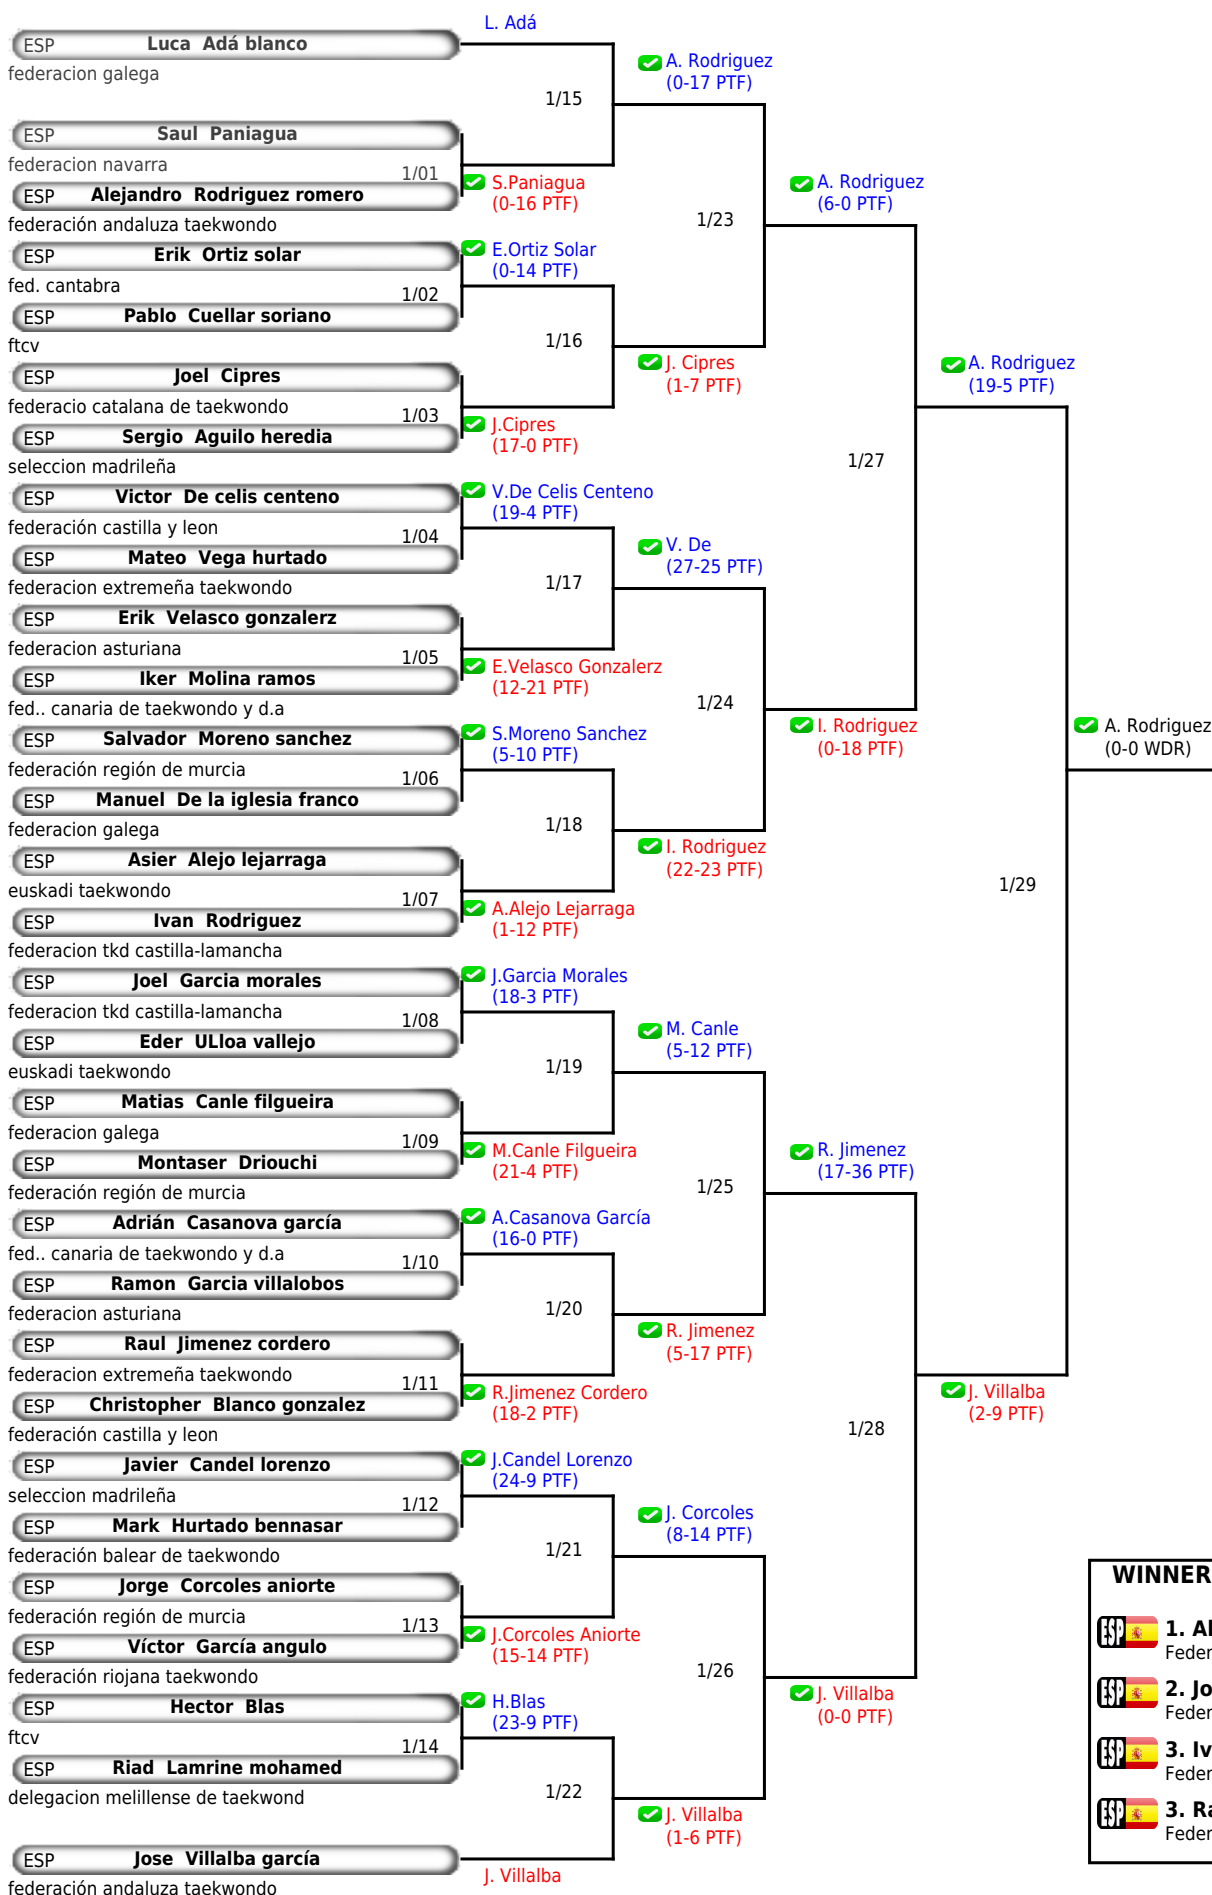 L. Adá
ESP Luca Adá blanco
federacion galega
A. Rodriguez
(0-17 PTF)
1/15
ESP Saul Paniagua
federacion navarra
1/01
S.Paniagua
(0-16 PTF)
ESP Alejandro Rodriguez romero
federación andaluza taekwondo
A. Rodriguez
(6-0 PTF)
1/23
ESP Erik Ortiz solar
fed. cantabra
E.Ortiz Solar
(0-14 PTF)
1/02
ESP Pablo Cuellar soriano
ftcv
1/16
J. Cipres
(1-7 PTF)
ESP Joel Cipres
federacio catalana de taekwondo
1/03
J.Cipres
(17-0 PTF)
ESP Sergio Aguilo heredia
seleccion madrileña
A. Rodriguez
(19-5 PTF)
1/27
ESP Victor De celis centeno
federación castilla y leon
V.De Celis Centeno
(19-4 PTF)
1/04
ESP Mateo Vega hurtado
federacion extremeña taekwondo
V. De
(27-25 PTF)
1/17
ESP Erik Velasco gonzalerz
federacion asturiana
1/05
E.Velasco Gonzalerz
(12-21 PTF)
ESP Iker Molina ramos
fed.. canaria de taekwondo y d.a
1/24
I. Rodriguez
(0-18 PTF)
A. Rodriguez
(0-0 WDR)
ESP Salvador Moreno sanchez
federación región de murcia
S.Moreno Sanchez
(5-10 PTF)
1/06
ESP Manuel De la iglesia franco
federacion galega
1/18
I. Rodriguez
(22-23 PTF)
ESP Asier Alejo lejarraga
euskadi taekwondo
1/07
A.Alejo Lejarraga
(1-12 PTF)
ESP Ivan Rodriguez
federacion tkd castilla-lamancha
1/29
ESP Joel Garcia morales
federacion tkd castilla-lamancha
J.Garcia Morales
(18-3 PTF)
1/08
ESP Eder ULloa vallejo
euskadi taekwondo
M. Canle
(5-12 PTF)
1/19
ESP Matias Canle filgueira
federacion galega
1/09
M.Canle Filgueira
(21-4 PTF)
ESP Montaser Driouchi
federación región de murcia
R. Jimenez
(17-36 PTF)
1/25
ESP Adrián Casanova garcía
fed.. canaria de taekwondo y d.a
A.Casanova García
(16-0 PTF)
1/10
ESP Ramon Garcia villalobos
federacion asturiana
1/20
R. Jimenez
(5-17 PTF)
ESP Raul Jimenez cordero
federacion extremeña taekwondo
1/11
R.Jimenez Cordero
(18-2 PTF)
ESP Christopher Blanco gonzalez
federación castilla y leon
J. Villalba
(2-9 PTF)
1/28
ESP Javier Candel lorenzo
seleccion madrileña
J.Candel Lorenzo
(24-9 PTF)
1/12
ESP Mark Hurtado bennasar
federación balear de taekwondo
J. Corcoles
(8-14 PTF)
1/21
ESP Jorge Corcoles aniorte
federación región de murcia
1/13
J.Corcoles Aniorte
(15-14 PTF)
ESP Víctor García angulo
federación riojana taekwondo
1/26
J. Villalba
(0-0 PTF)
ESP Hector Blas
ftcv
H.Blas
(23-9 PTF)
1/14
ESP Riad Lamrine mohamed
delegacion melillense de taekwond
1/22
J. Villalba
(1-6 PTF)
ESP Jose Villalba garcía
federación andaluza taekwondo
J. Villalba
WINNER
ESP 1. Al
Feder
ESP 2. Jo
Feder
ESP 3. Iv
Feder
ESP 3. Ra
Feder